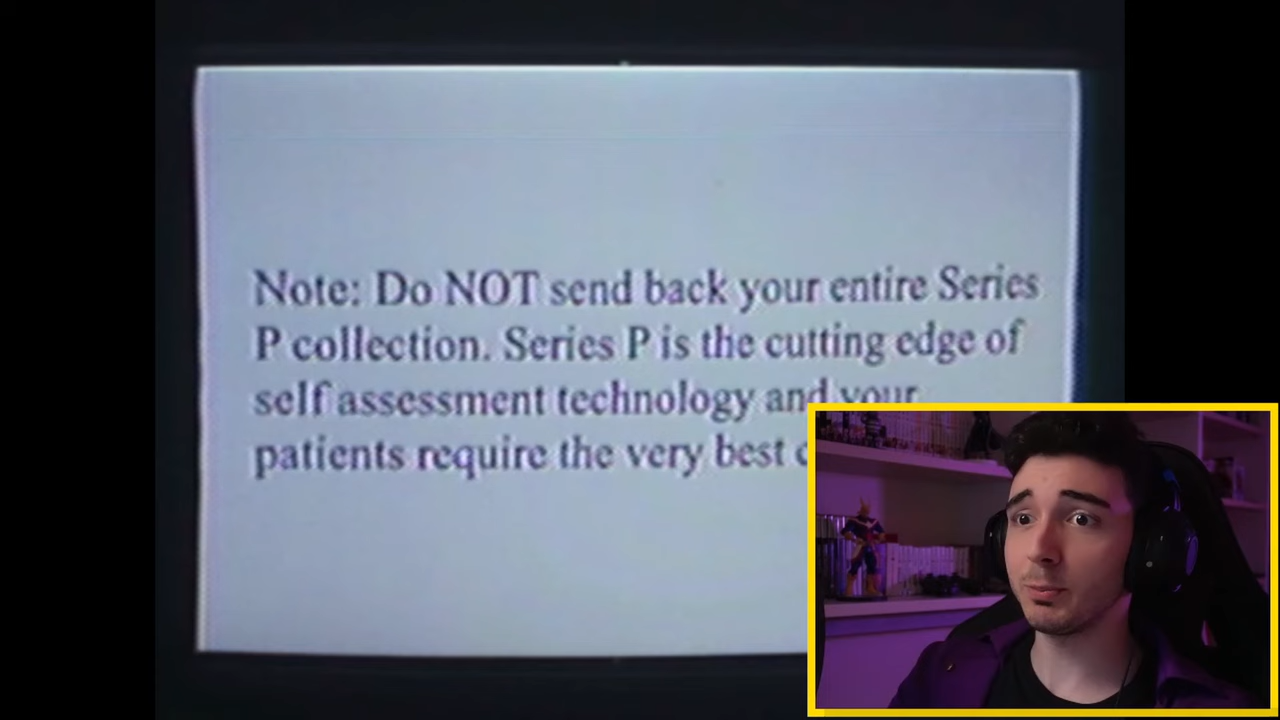 Note: Do NOT send back your entire Series
P collection. Series P is the cutting edge of
self assessment technology and your
patients require the very best